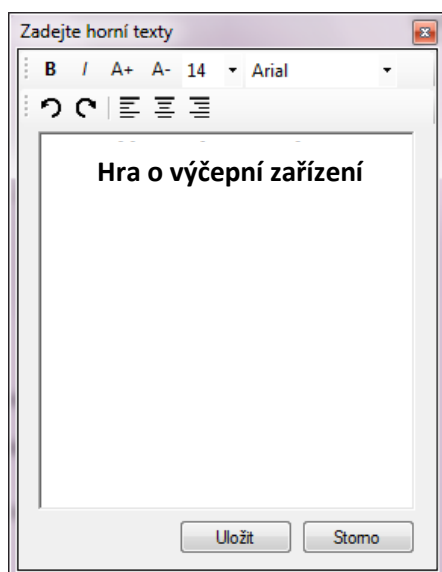 Zadejte horní texty
B I A+ A- 14 Arial
Hra o výčepní zařízení
Uložit Storno